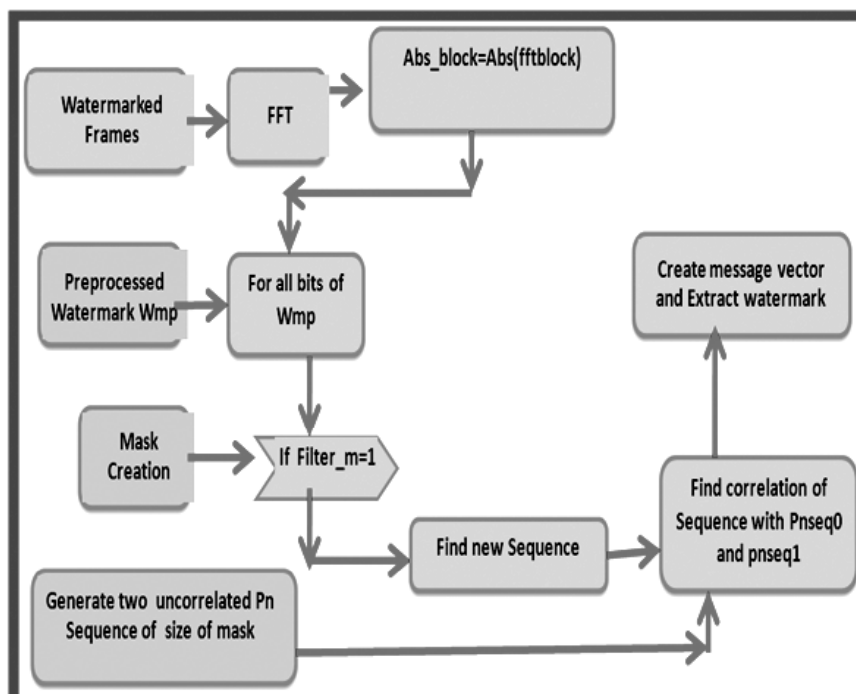 Abs_block=Abs(fftblock)
Watermarked
Frames
FFT
Preprocessed
Watermark Wmp
For all bits of
Wmp
Create message vector
and Extract watermark
Mask
Creation
If Filter_m=1
Find new Sequence
Find correlation of
Sequence with Pnseq0
and pnseq1
Generate two uncorrelated Pn
Sequence of size of mask